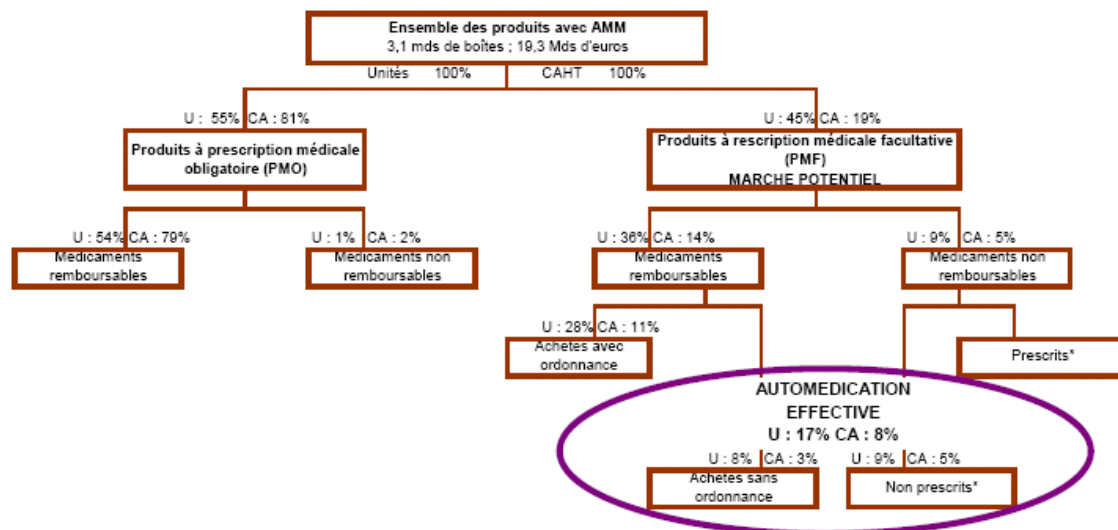 Ensemble des produits avec AMM
3,1 mds de boîtes ; 19,3 Mds d'euros
Unités 100% CAHT 100%
U : 55% CA : 81%
Produits à prescription médicale
obligatoire (PMO)
U : 45% CA : 19%
Produits à rescription médicale facultative
(PMF)
MARCHE POTENTIEL
U : 54% CA : 79%
Médicaments
remboursables
U : 1% CA : 2%
Médicaments non
remboursables
U : 36% CA : 14%
Médicaments
remboursables
U : 9% CA : 5%
Médicaments non
remboursables
U : 28% CA : 11%
Achetés avec
ordonnance
Prescrits*
AUTOMEDICATION
EFFECTIVE
U : 17% CA : 8%
U : 8% CA : 3%
Achetés sans
ordonnance
U : 9% CA : 5%
Non prescrits*